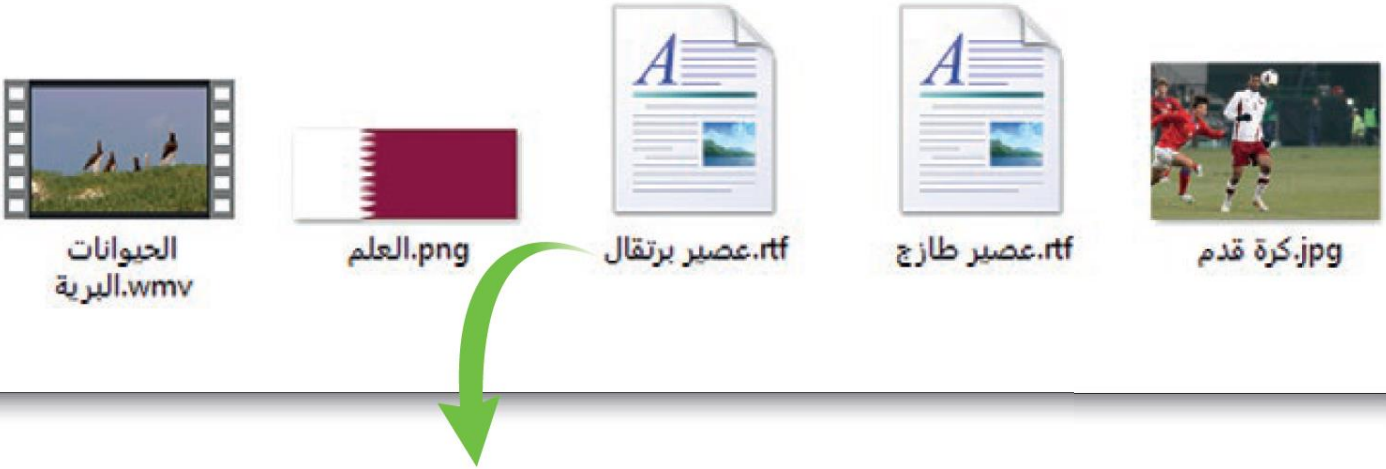 كرة قدم.jpg
عصير طازج.rtf
عصير برتقال.rtf
العلم.png
الحيوانات
البرية.wmv